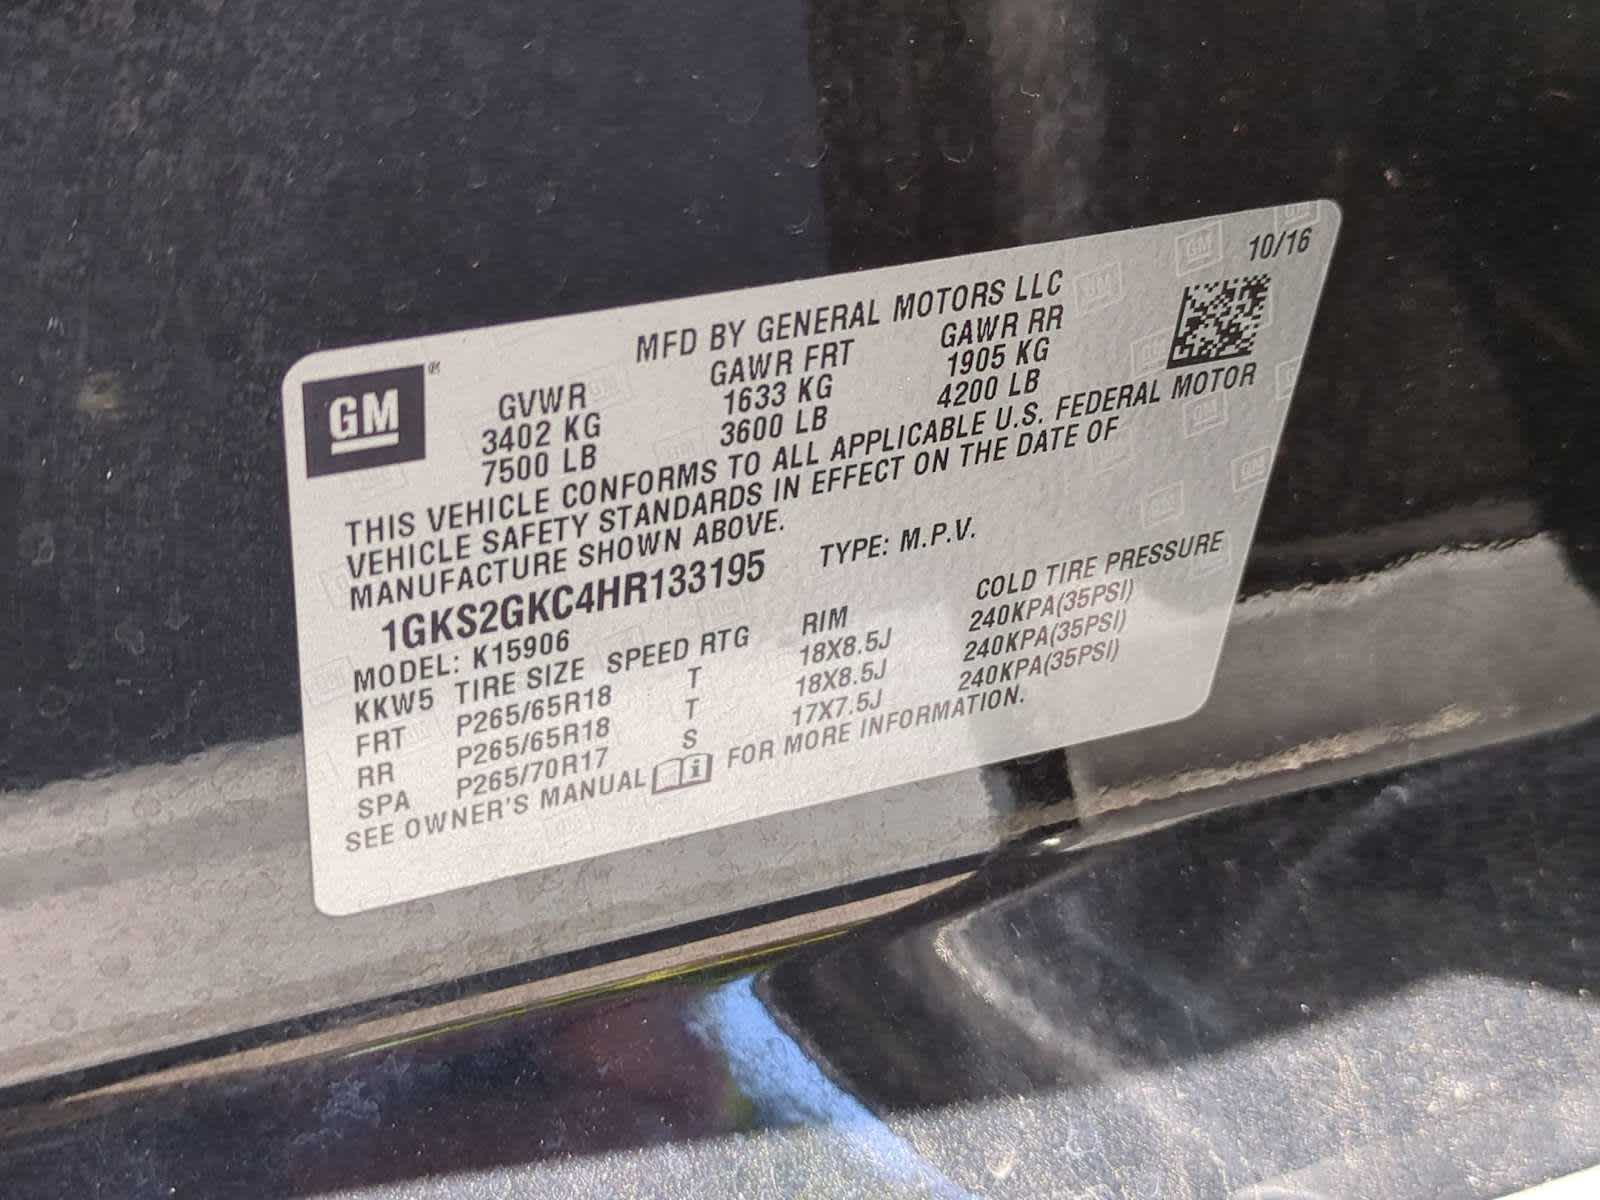 10/16
MFD BY GENERAL MOTORS LLC
GM®
GVWR GAWR FRT GAWR RR
3402 KG 1633 KG 1905 KG
7500 LB 3600 LB 4200 LB
THIS VEHICLE CONFORMS TO ALL APPLICABLE U.S. FEDERAL MOTOR
VEHICLE SAFETY STANDARDS IN EFFECT ON THE DATE OF
MANUFACTURE SHOWN ABOVE.
1GKS2GKC4HR133195 TYPE: M.P.V.
MODEL: K15906
KKW5 TIRE SIZE SPEED RTG RIM COLD TIRE PRESSURE
FRT P265/65R18 T 18X8.5J 240KPA(35PSI)
RR P265/65R18 T 18X8.5J 240KPA(35PSI)
SPA P265/70R17 S 17X7.5J 240KPA(35PSI)
SEE OWNER'S MANUAL i FOR MORE INFORMATION.